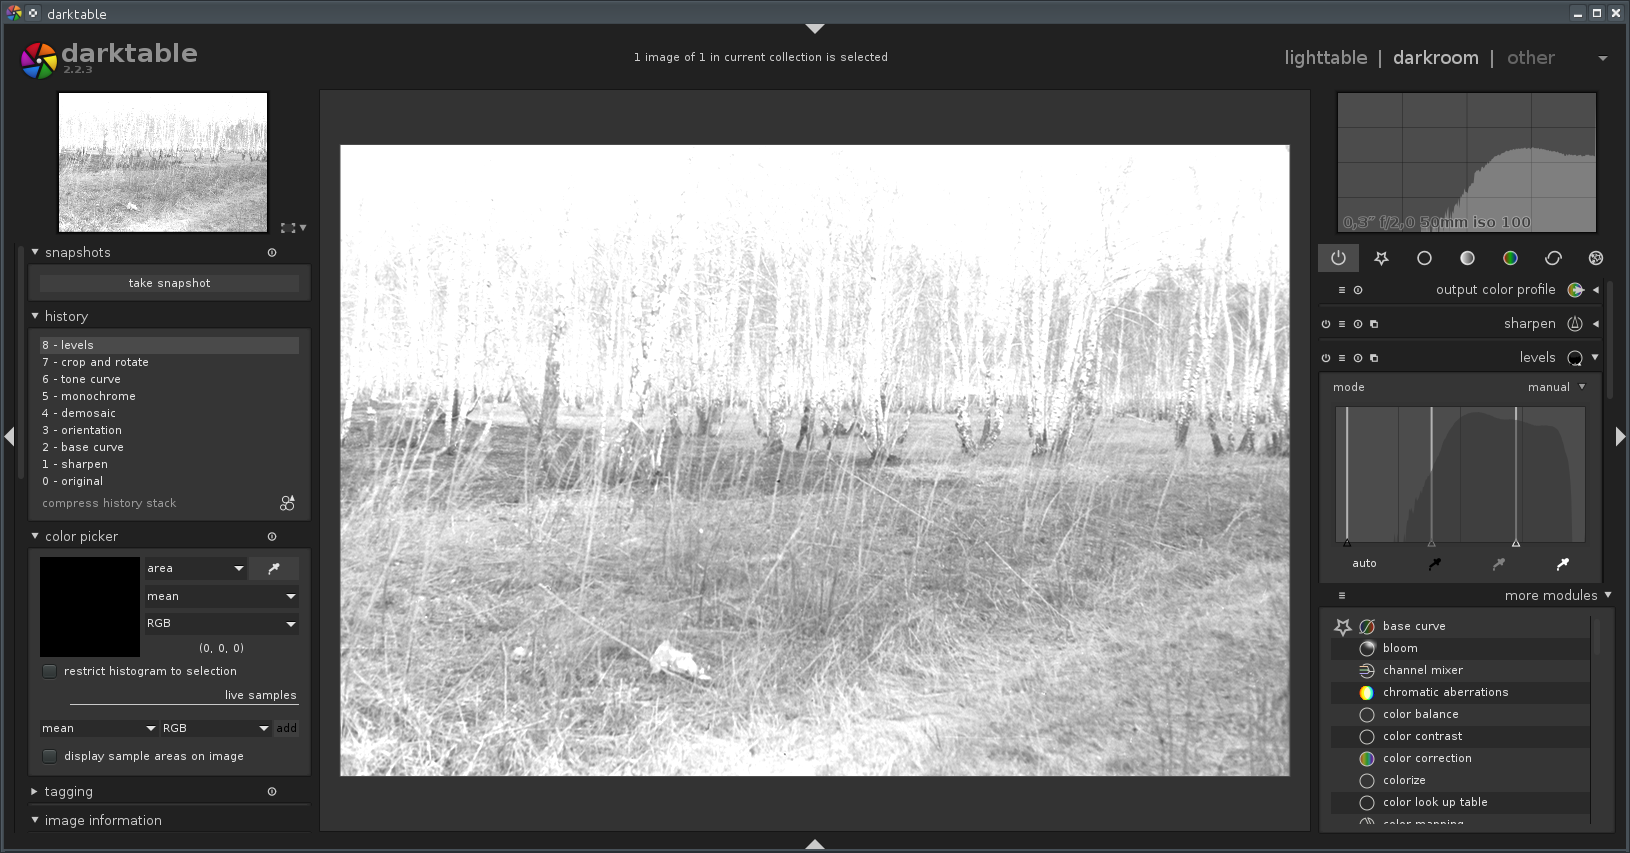 darktable
darktable
2.2.3
1 image of 1 in current collection is selected
lighttable | darkroom | other
0,3" f/2,0 50mm iso 100
snapshots
take snapshot
history
8 - levels
7 - crop and rotate
6 - tone curve
5 - monochrome
4 - demosaic
3 - orientation
2 - base curve
1 - sharpen
0 - original
compress history stack
color picker
area
mean
RGB
(0, 0, 0)
restrict histogram to selection
live samples
mean
RGB
add
display sample areas on image
tagging
image information
output color profile
sharpen
levels
mode
manual
auto
more modules
base curve
bloom
channel mixer
chromatic aberrations
color balance
color contrast
color correction
colorize
color look up table
color mapping